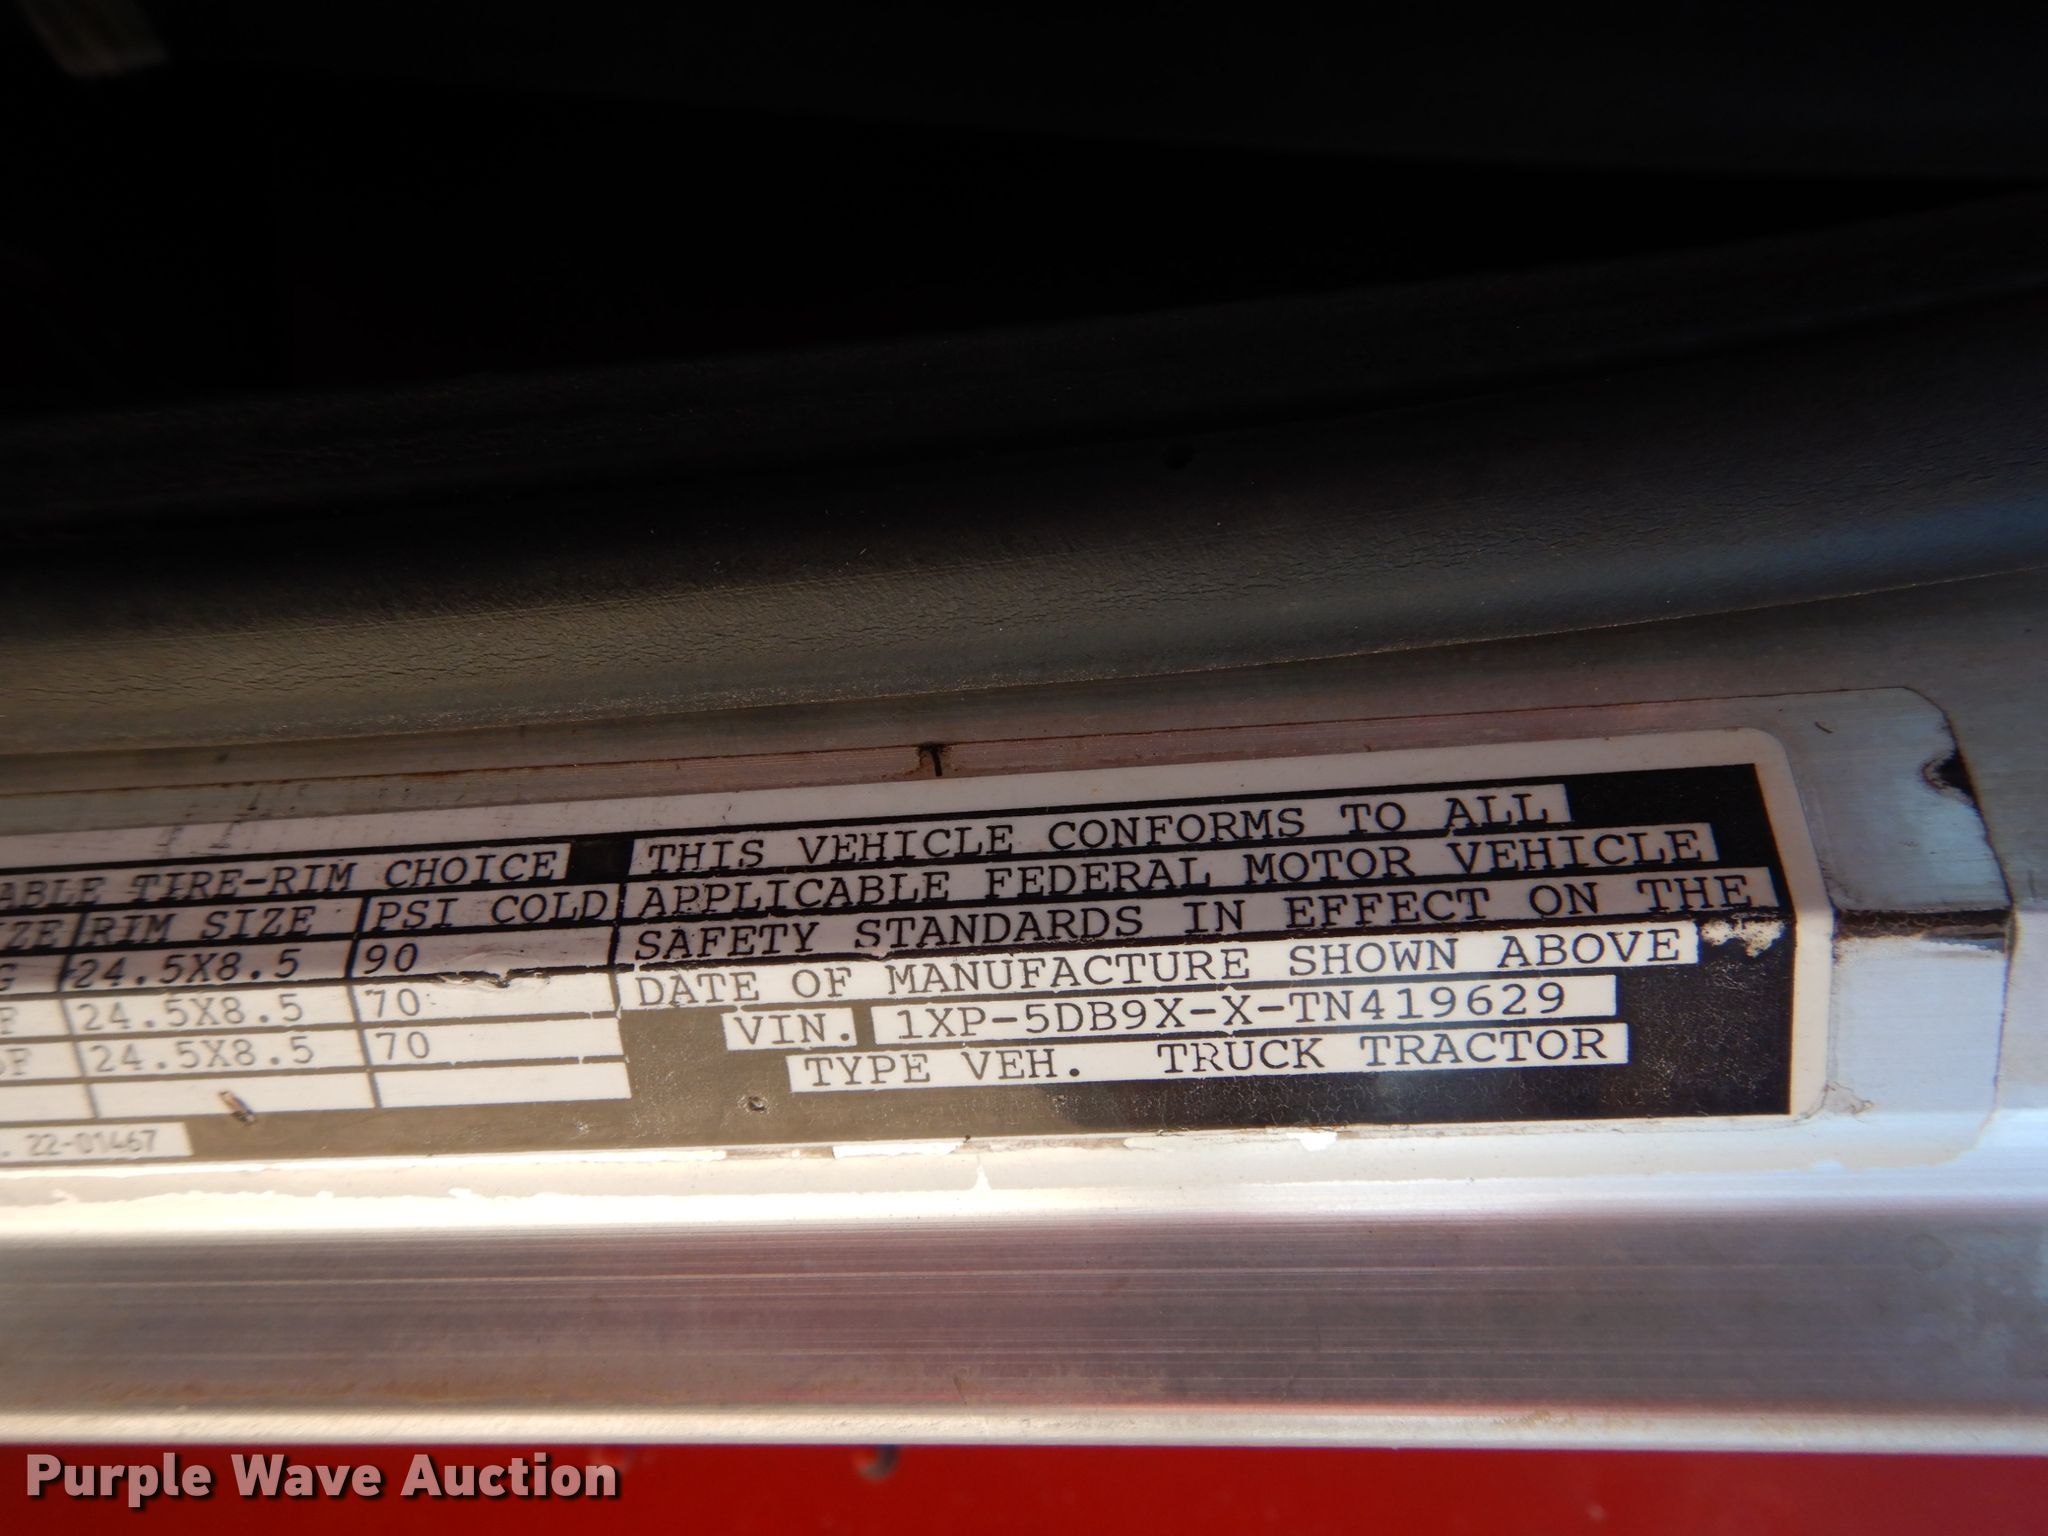 TIRE-RIM CHOICE
RIM SIZE PSI COLD
24.5X8.5 90
24.5X8.5 70
24.5X8.5 70
22-01467
THIS VEHICLE CONFORMS TO ALL
APPLICABLE FEDERAL MOTOR VEHICLE
SAFETY STANDARDS IN EFFECT ON THE
DATE OF MANUFACTURE SHOWN ABOVE
VIN. 1XP-5DB9X-X-TN419629
TYPE VEH. TRUCK TRACTOR
Purple Wave Auction